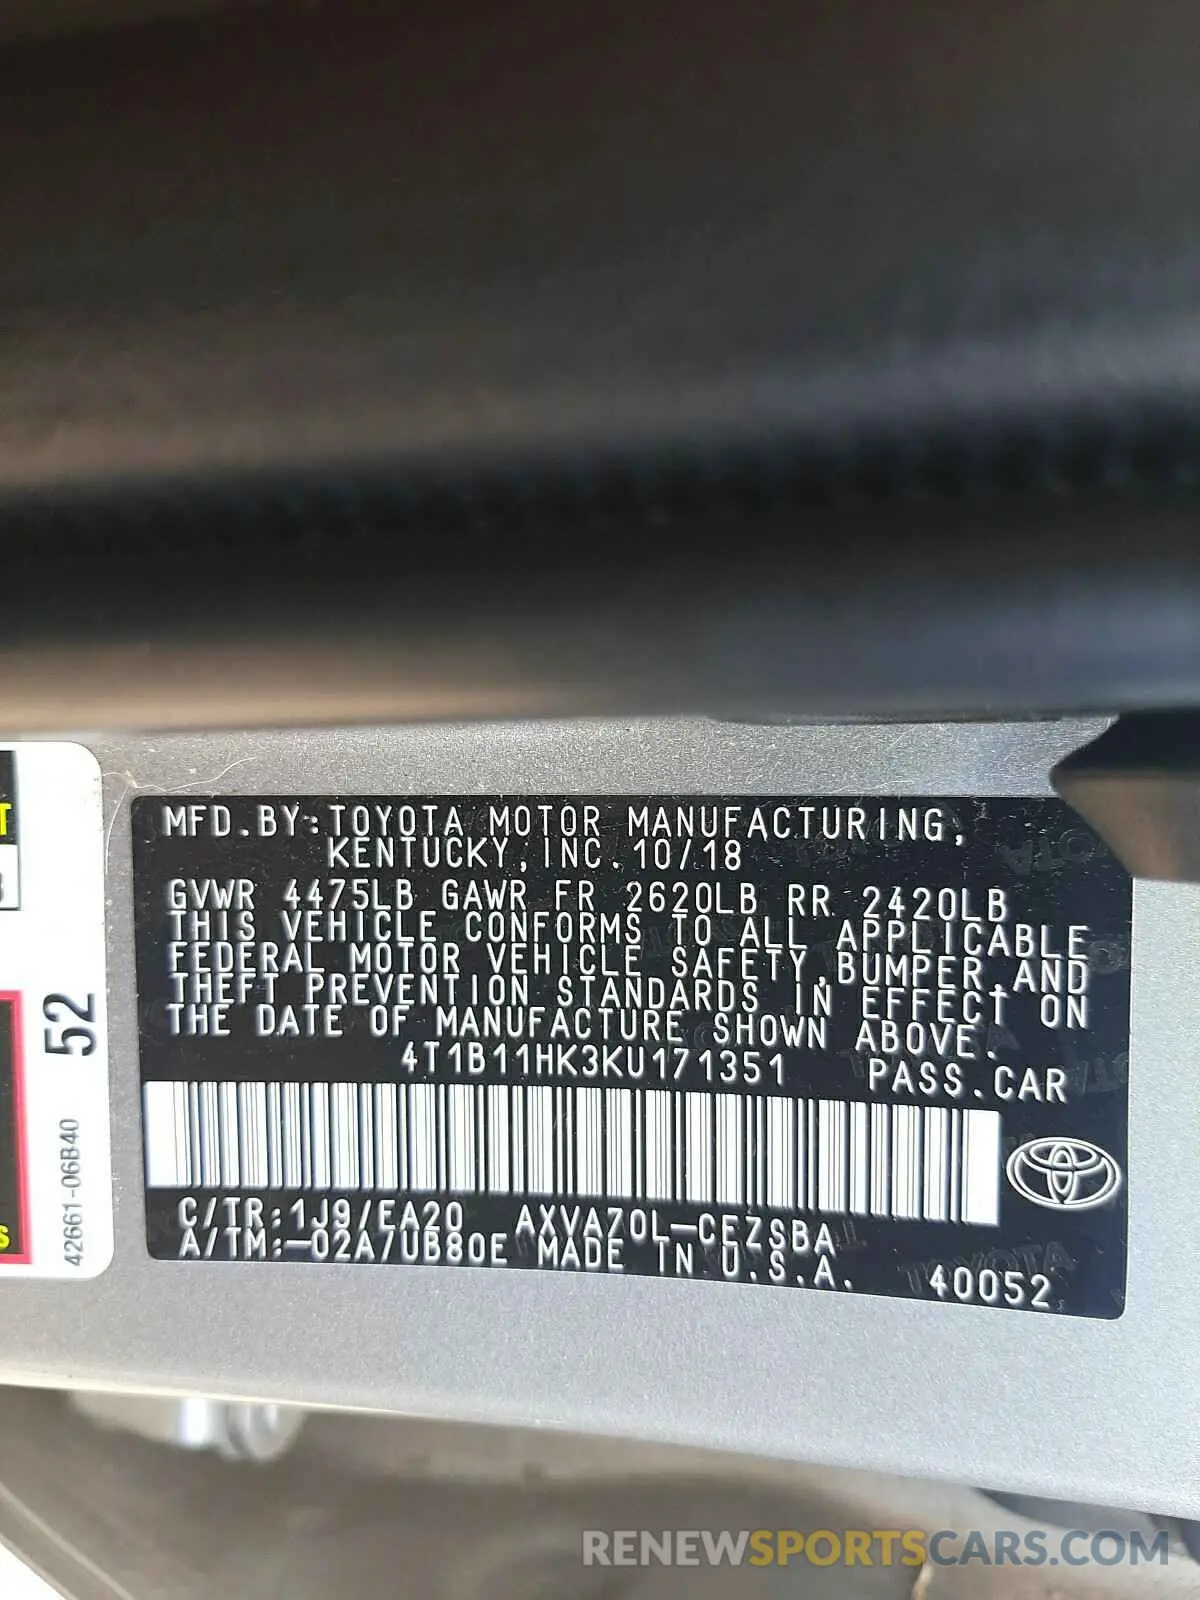 MFD.BY:TOYOTA MOTOR MANUFACTURING,
KENTUCKY,INC.10/18
GVWR 4475LB GAWR FR 2620LB RR 2420LB
THIS VEHICLE CONFORMS TO ALL APPLICABLE
FEDERAL MOTOR VEHICLE SAFETY,BUMPER,AND
THEFT PREVENTION STANDARDS IN EFFECT ON
THE DATE OF MANUFACTURE SHOWN ABOVE.
4T1B11HK3KU171351 PASS.CAR
C/TR:1J9/EA20 AXVA70L-CEZSBA
A/TM:-02A/UB80E MADE IN U.S.A. 40052
52
42661-06B40
RENEWSPORTSCARS.COM